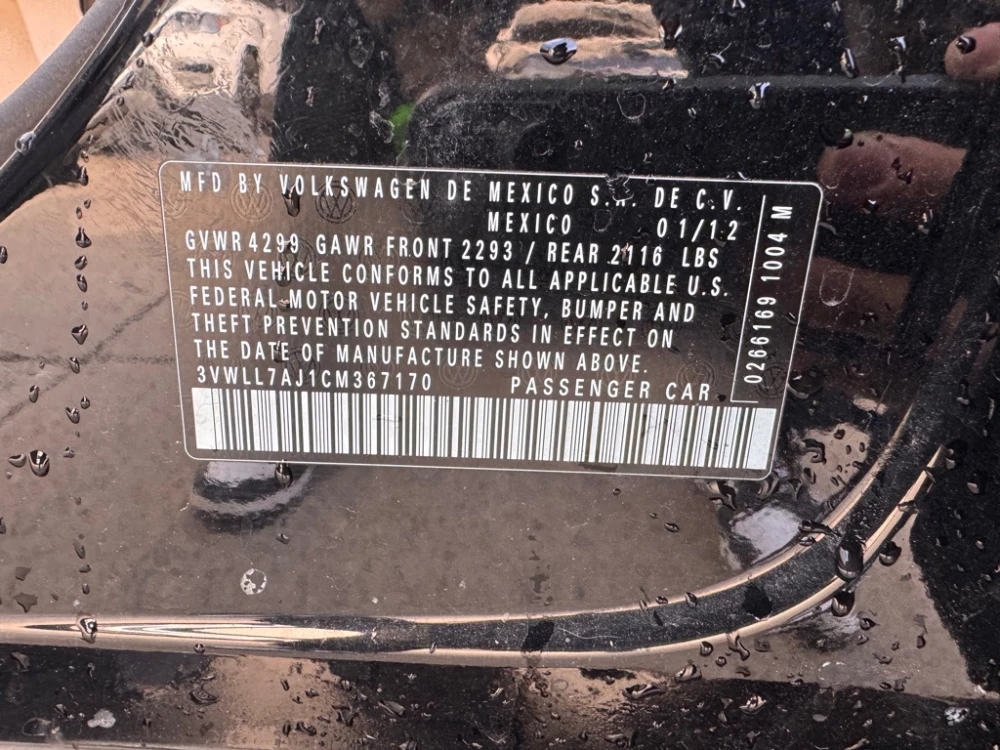 MFD BY VOLKSWAGEN DE MEXICO S.A. DE C.V.
MEXICO 01/12
GVWR 4299 GAWR FRONT 2293 / REAR 2116 LBS
THIS VEHICLE CONFORMS TO ALL APPLICABLE U.S.
FEDERAL MOTOR VEHICLE SAFETY, BUMPER AND
THEFT PREVENTION STANDARDS IN EFFECT ON
THE DATE OF MANUFACTURE SHOWN ABOVE.
3VWLL7AJ1CM367170 PASSENGER CAR
0266169 1004 M